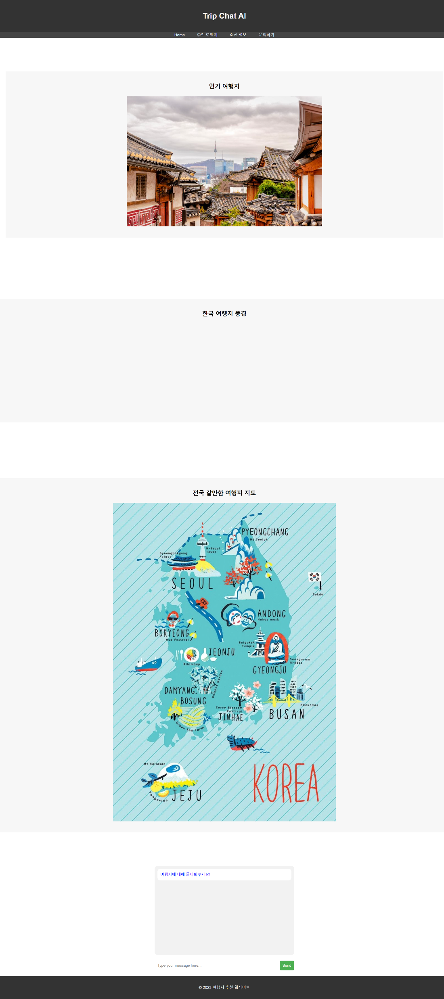 Trip Chat AI
Home 추천 여행지 최신 정보 문의하기
인기 여행지
한국 여행지 풍경
전국 갈만한 여행지 지도
PYEONGCHANG
Mt.Seolak
N-Seoul
Tower
Gyeongbokgung
Palace
SEOUL
Dokdo
ANDONG
Hahoe mask
BORYEONG
Mud Festival
BulguksA
Temple
JEONJU
Bibimbap
Seokguram
Grotto
GYEONGJU
Bamboo Garden
DAMYANG
BOSUNG
Green Tea Farm
Cerry Blossom
Festival
JINHAE
Haeundae
BUSAN
Mt.Hallasan
Tangerine
JEJU
KOREA
여행지에 대해 물어봐주세요!
Type your message here...
Send
© 2023 여행지 추천 웹사이트